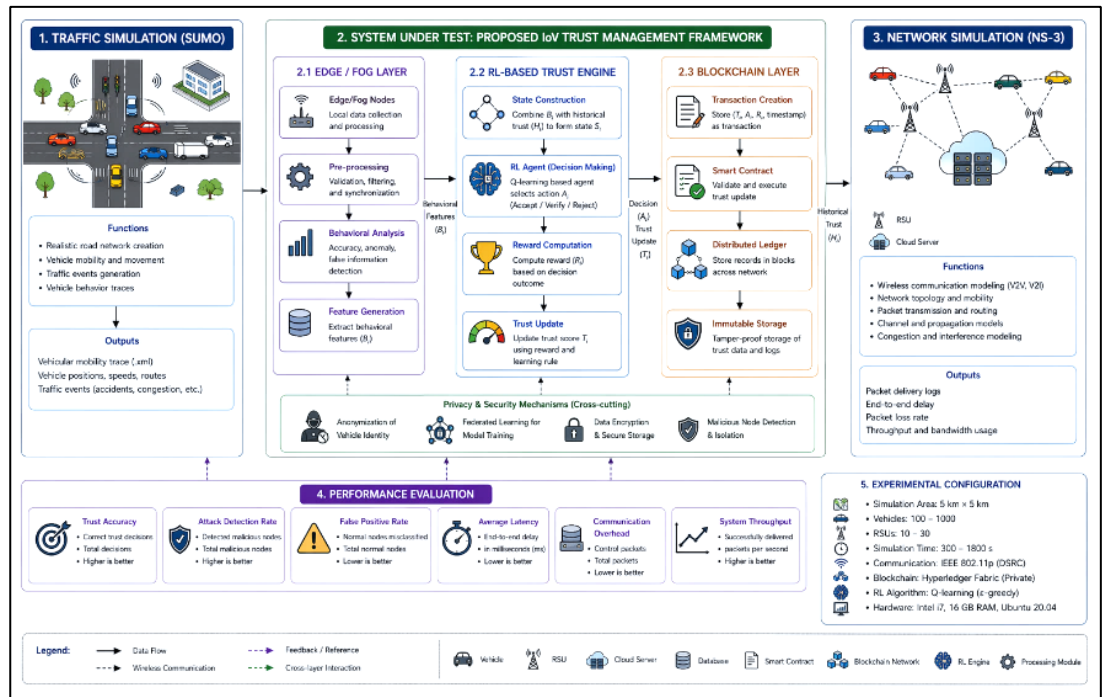 1. TRAFFIC SIMULATION (SUMO)
Functions
• Realistic road network creation
• Vehicle mobility and movement
• Traffic events generation
• Vehicle behavior traces
Outputs
Vehicular mobility trace (.xml)
Vehicle positions, speeds, routes
Traffic events (accidents, congestion, etc.)
2. SYSTEM UNDER TEST: PROPOSED IoV TRUST MANAGEMENT FRAMEWORK
2.1 EDGE / FOG LAYER
Edge/Fog Nodes
Local data collection
and processing
Pre-processing
Validation, filtering,
and synchronization
Behavioral Analysis
Accuracy, anomaly,
false information
detection
Feature Generation
Extract behavioral
features (Bᵢ)
Behavioral
Features
(Bᵢ)
2.2 RL-BASED TRUST ENGINE
State Construction
Combine Bᵢ with historical
trust (Hᵢ) to form state Sᵢ
RL Agent (Decision Making)
Q-learning based agent
selects action Aᵢ
(Accept / Verify / Reject)
Reward Computation
Compute reward (Rᵢ)
based on decision
outcome
Trust Update
Update trust score Tᵢ
using reward and
learning rule
Decision
(Aᵢ)
Trust
Update
(Tᵢ)
2.3 BLOCKCHAIN LAYER
Transaction Creation
Store (Tᵢ, Aᵢ, Rᵢ, timestamp)
as transaction
Smart Contract
Validate and execute
trust update
Distributed Ledger
Store records in blocks
across network
Immutable Storage
Tamper-proof storage of
trust data and logs
Historical
Trust
(Hᵢ)
Privacy & Security Mechanisms (Cross-cutting)
Anonymization of
Vehicle Identity
Federated Learning for
Model Training
Data Encryption
& Secure Storage
Malicious Node Detection
& Isolation
3. NETWORK SIMULATION (NS-3)
RSU
Cloud Server
Functions
• Wireless communication modeling (V2V, V2I)
• Network topology and mobility
• Packet transmission and routing
• Channel and propagation models
• Congestion and interference modeling
Outputs
Packet delivery logs
End-to-end delay
Packet loss rate
Throughput and bandwidth usage
4. PERFORMANCE EVALUATION
Trust Accuracy
• Correct trust decisions
• Total decisions
• Higher is better
Attack Detection Rate
• Detected malicious nodes
• Total malicious nodes
• Higher is better
False Positive Rate
• Normal nodes misclassified
• Total normal nodes
• Lower is better
Average Latency
• End-to-end delay
• in milliseconds (ms)
• Lower is better
Communication
Overhead
• Control packets
• Total packets
• Lower is better
System Throughput
• Successfully delivered
• packets per second
• Higher is better
5. EXPERIMENTAL CONFIGURATION
• Simulation Area: 5 km × 5 km
• Vehicles: 100 – 1000
• RSUs: 10 – 30
• Simulation Time: 300 – 1800 s
• Communication: IEEE 802.11p (DSRC)
• Blockchain: Hyperledger Fabric (Private)
• RL Algorithm: Q-learning (ε-greedy)
• Hardware: Intel i7, 16 GB RAM, Ubuntu 20.04
Legend:
Data Flow
Wireless Communication
Feedback / Reference
Cross-layer Interaction
Vehicle
RSU
Cloud Server
Database
Smart Contract
Blockchain Network
RL Engine
Processing Module